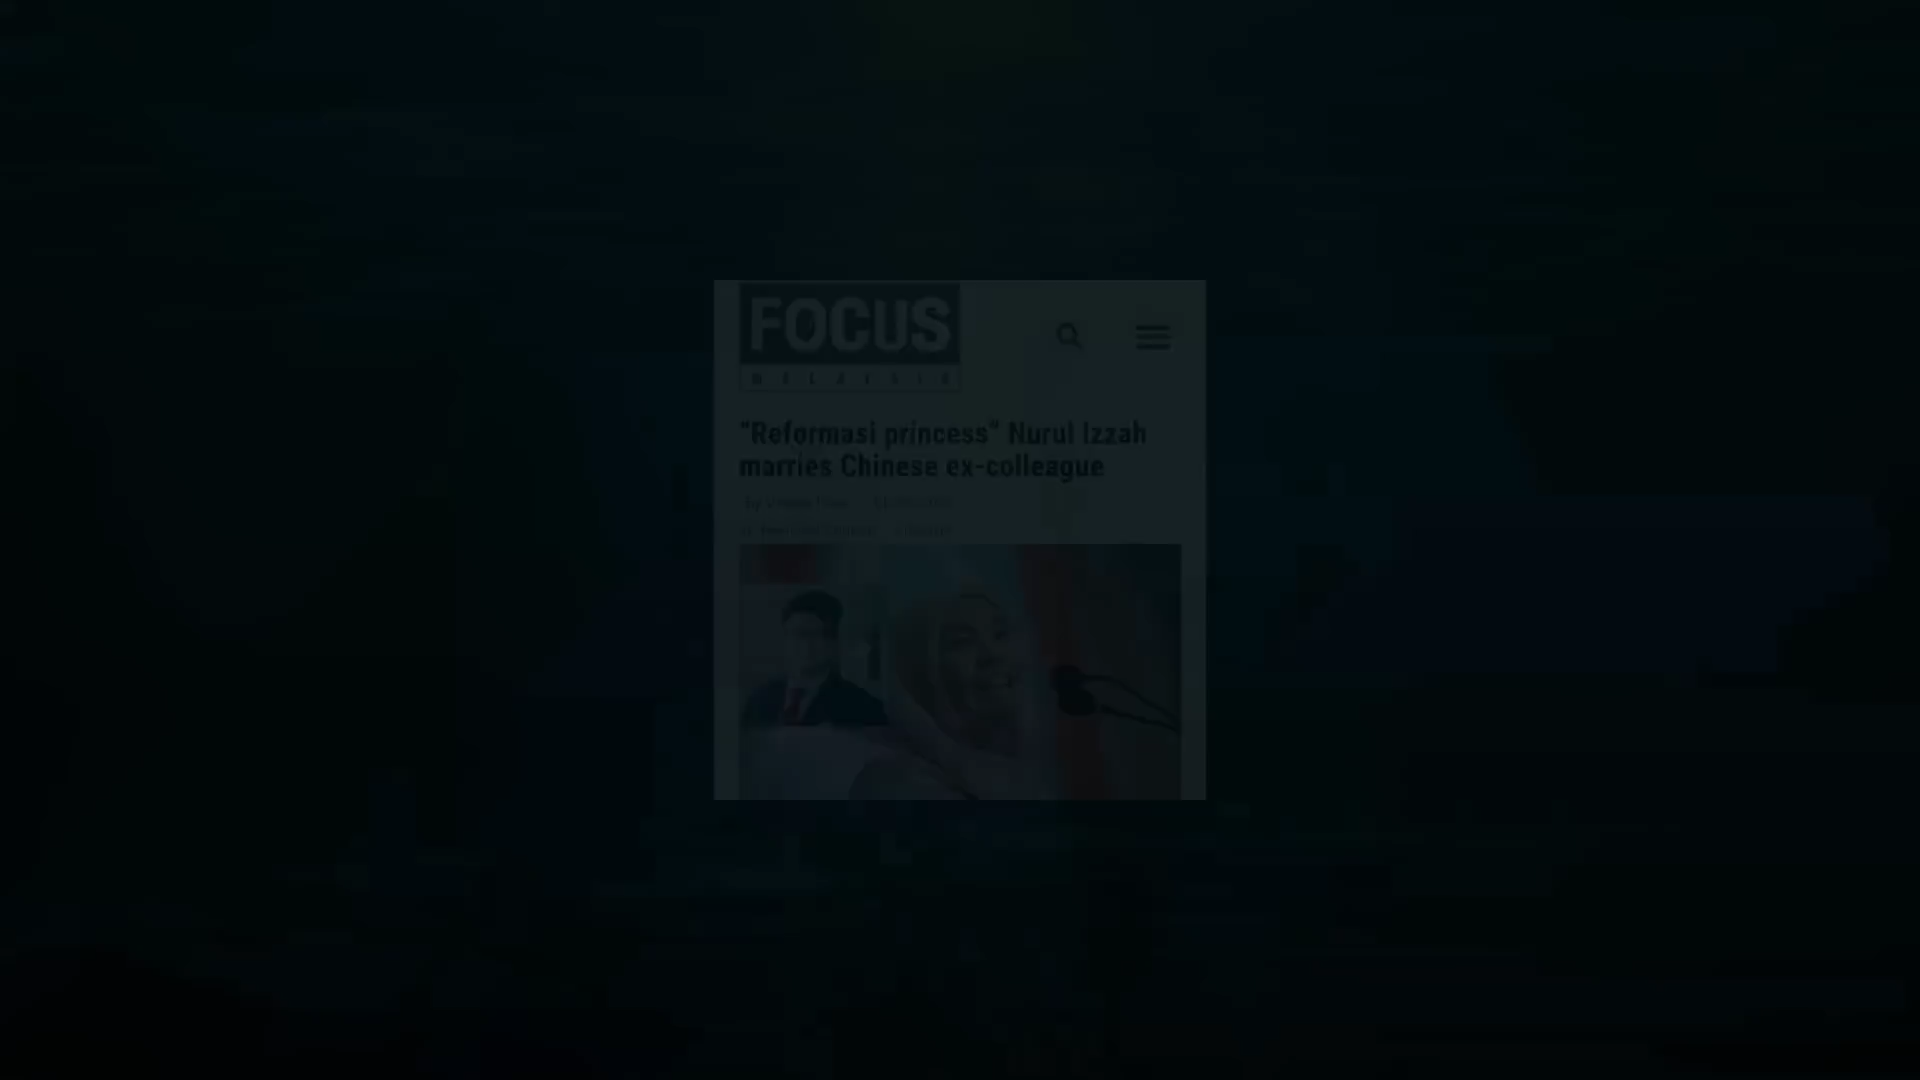 FOCUS
"Reformasi princess" Nurul Izzah
marries Chinese ex-colleague